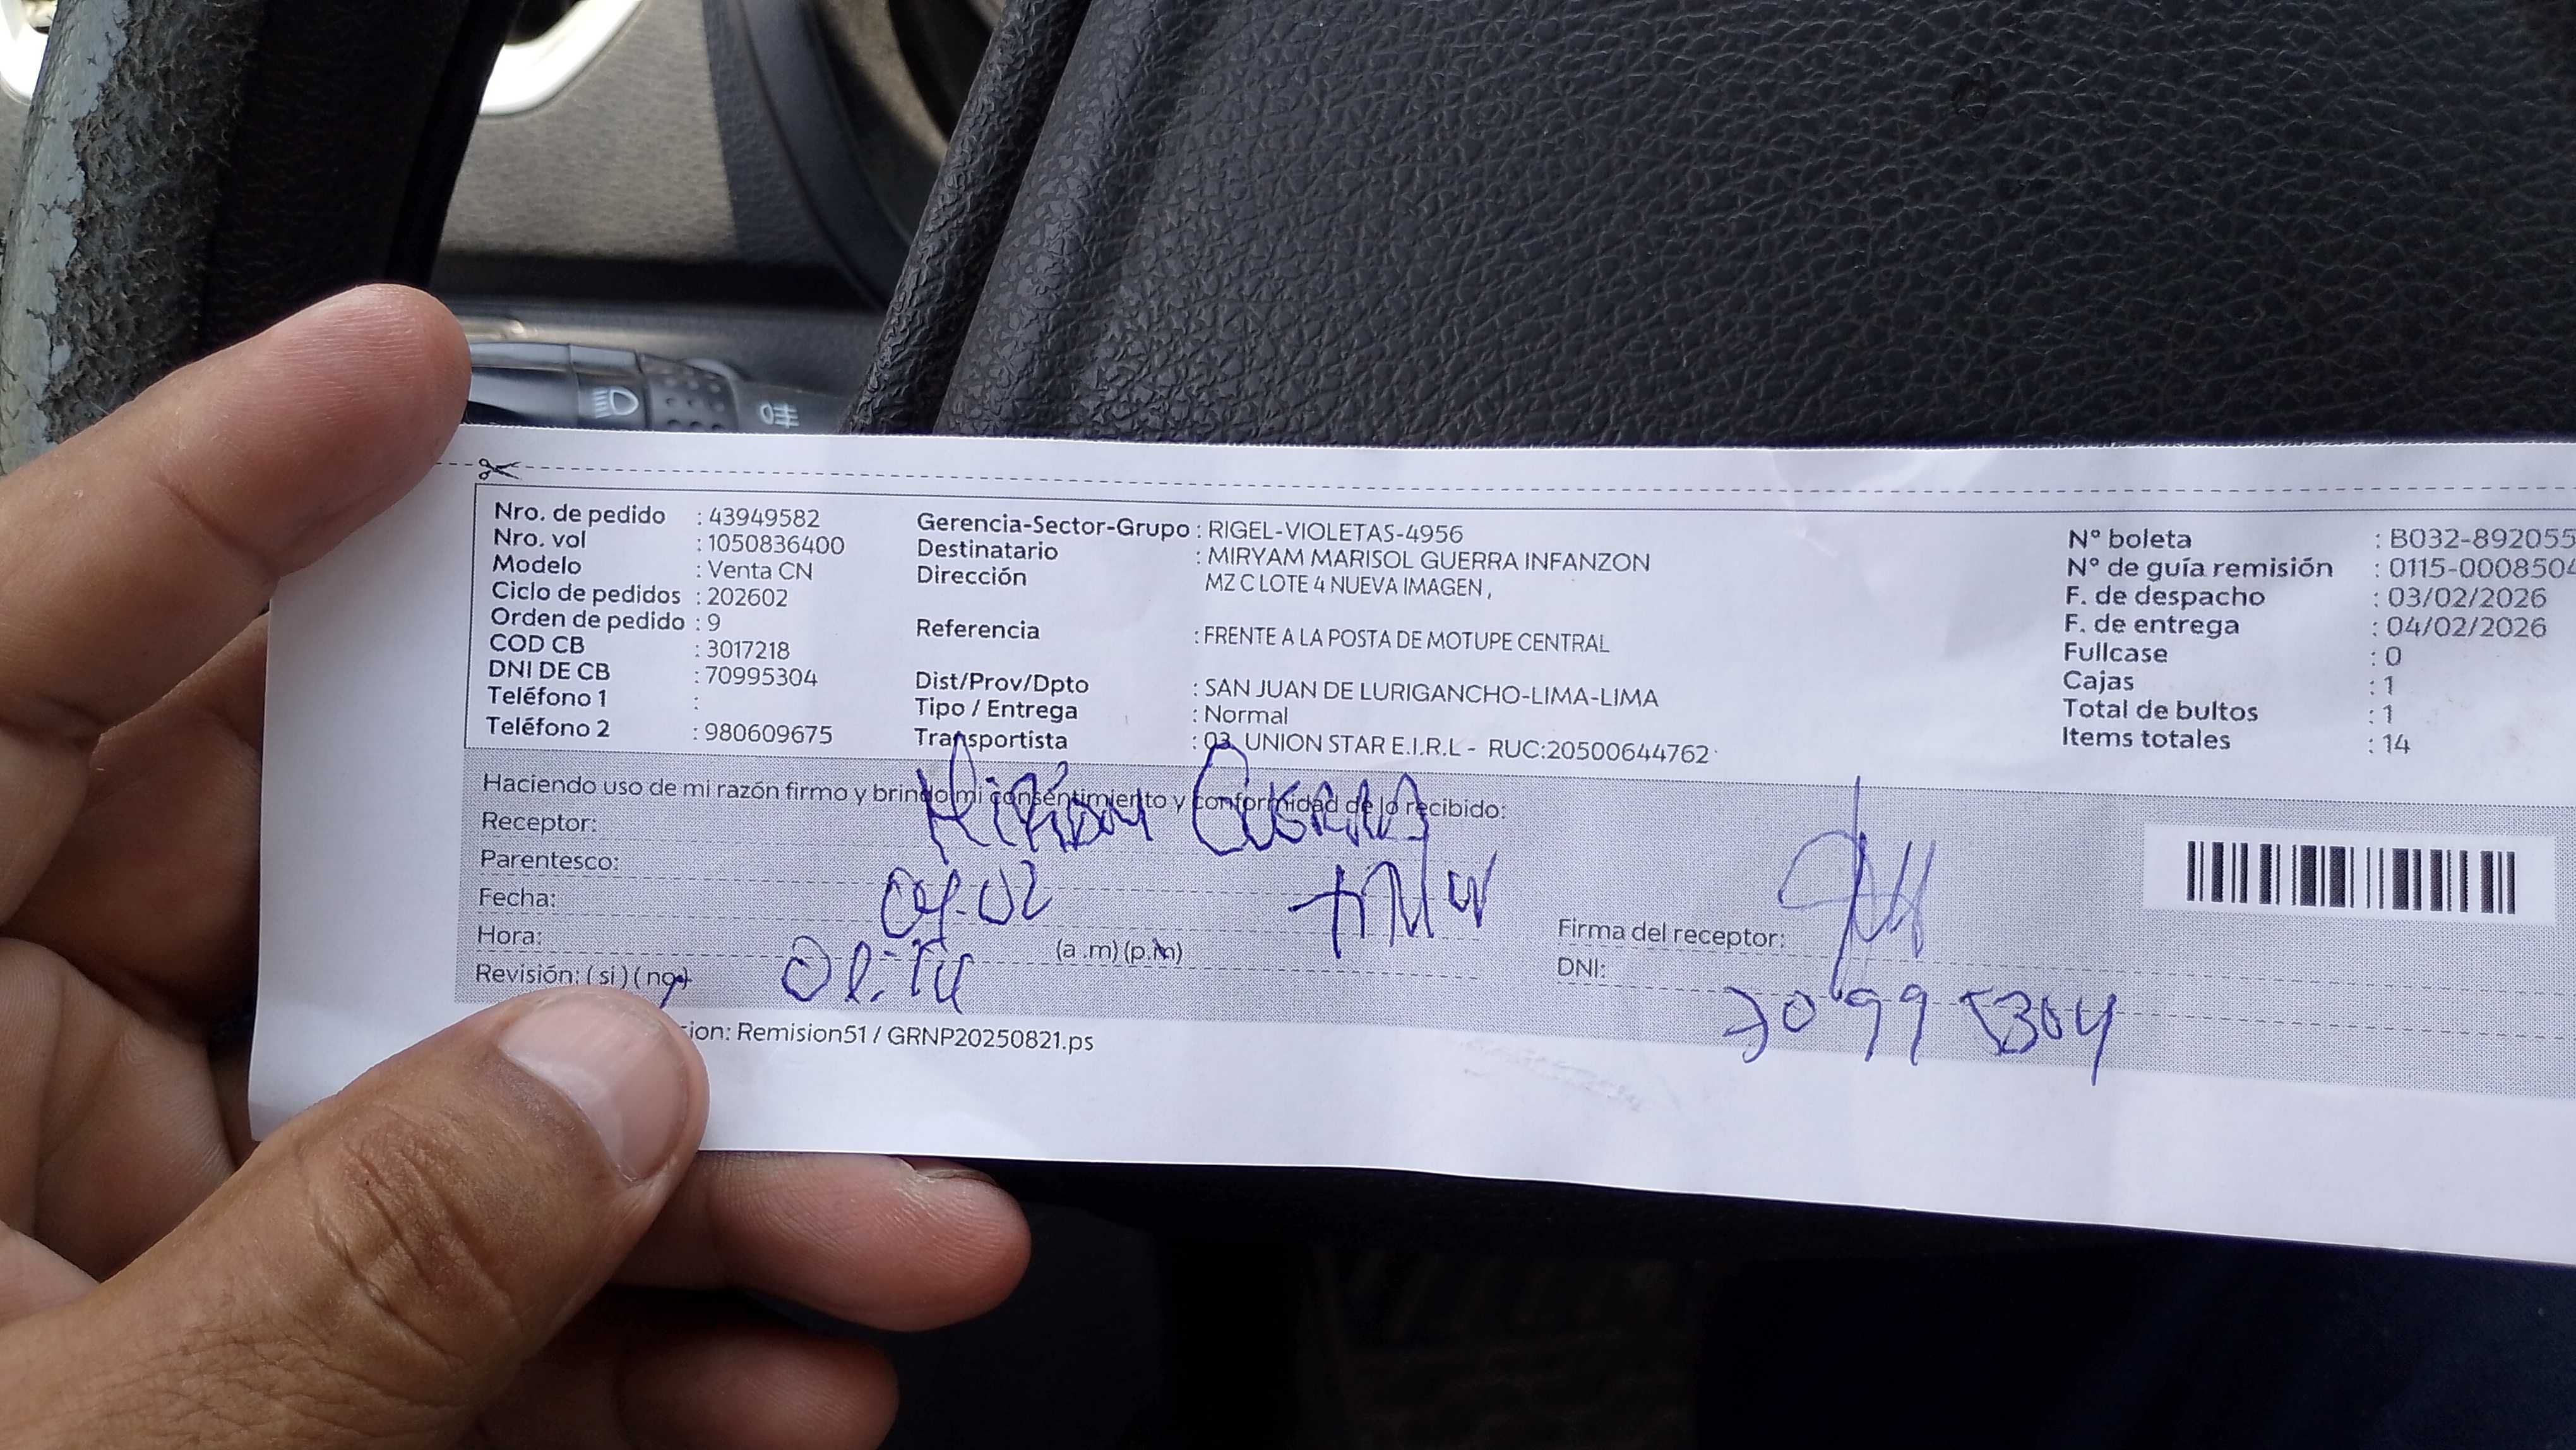 Nro. de pedido : 43949582
Nro. vol : 1050836400
Modelo : Venta CN
Ciclo de pedidos : 202602
Orden de pedido : 9
COD CB : 3017218
DNI DE CB : 70995304
Teléfono 1 :
Teléfono 2 : 980609675
Gerencia-Sector-Grupo : RIGEL-VIOLETAS-4956
Destinatario : MIRYAM MARISOL GUERRA INFANZON
Dirección MZ C LOTE 4 NUEVA IMAGEN ,
Referencia : FRENTE A LA POSTA DE MOTUPE CENTRAL
Dist/Prov/Dpto : SAN JUAN DE LURIGANCHO-LIMA-LIMA
Tipo / Entrega : Normal
Transportista : 03 UNION STAR E.I.R.L - RUC:20500644762
N° boleta : B032-892055
N° de guía remisión : 0115-0008504
F. de despacho : 03/02/2026
F. de entrega : 04/02/2026
Fullcase : 0
Cajas : 1
Total de bultos : 1
Items totales : 14
Haciendo uso de mi razón firmo y brindo mi consentimiento y conformidad de lo recibido:
Receptor:
Parentesco:
Fecha: 04-02
Hora: (a.m) (p.m)
Revisión: ( si ) ( no )
Firma del receptor:
DNI: 70995304
ion: Remision51 / GRNP20250821.ps